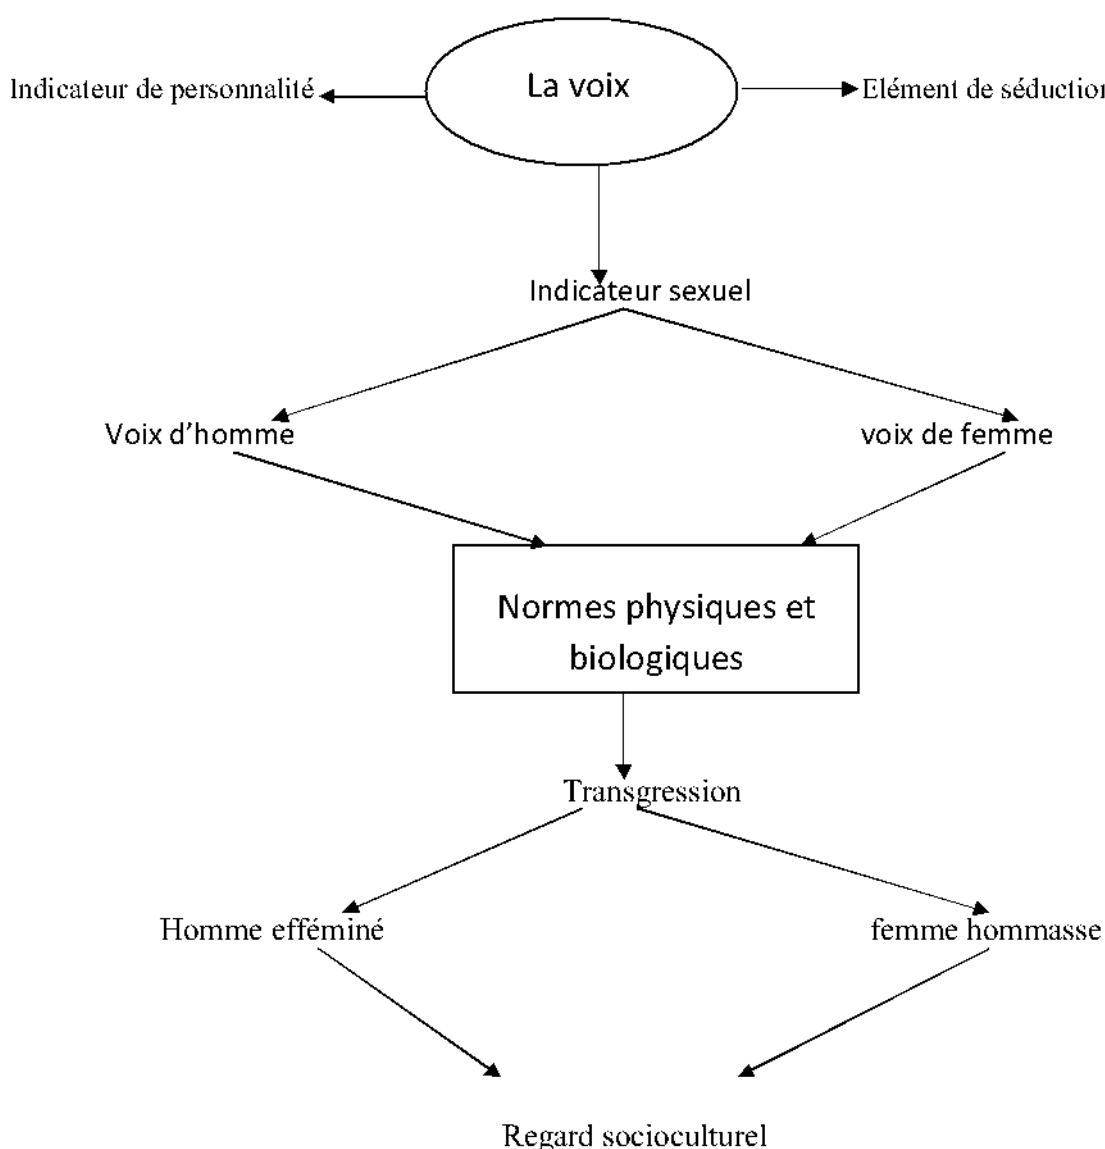 La voix
Indicateur de personnalité
Elément de séduction
Indicateur sexuel
Voix d’homme
voix de femme
Normes physiques et
biologiques
Transgression
Homme efféminé
femme hommasse
Regard socioculturel